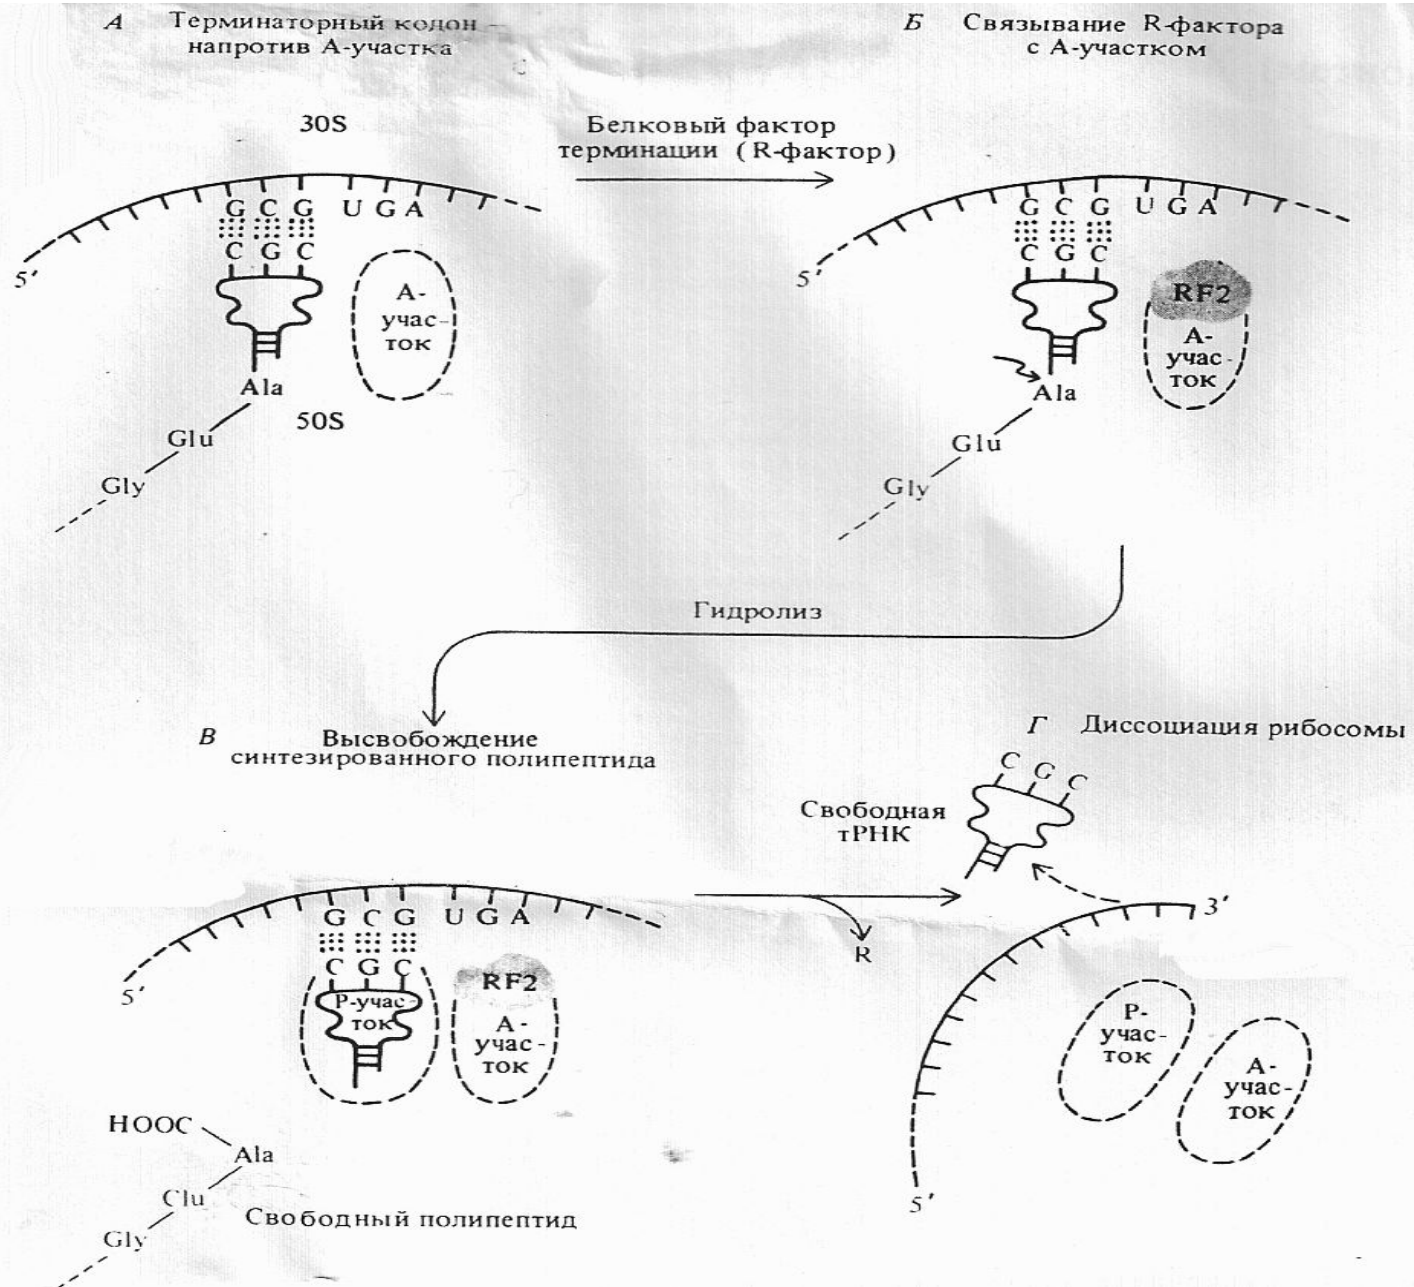 А Терминаторный кодон
напротив А-участка
30S
G C G U G A
C G C
5'
А-
учас-
ток
Ala
50S
Glu
Gly
Белковый фактор
терминации (R-фактор)
Б Связывание R-фактора
с А-участком
G C G U G A
C G C
5'
RF2
А-
учас-
ток
Ala
Glu
Gly
Гидролиз
В Высвобождение
синтезированного полипептида
G C G U G A
C G C
5'
Р-учас-
ток
RF2
А-
учас-
ток
HOOC
Ala
Clu
Gly
Свободный полипептид
R
Г Диссоциация рибосомы
C G C
Свободная
тРНК
3'
Р-
учас-
ток
А-
учас-
ток
5'